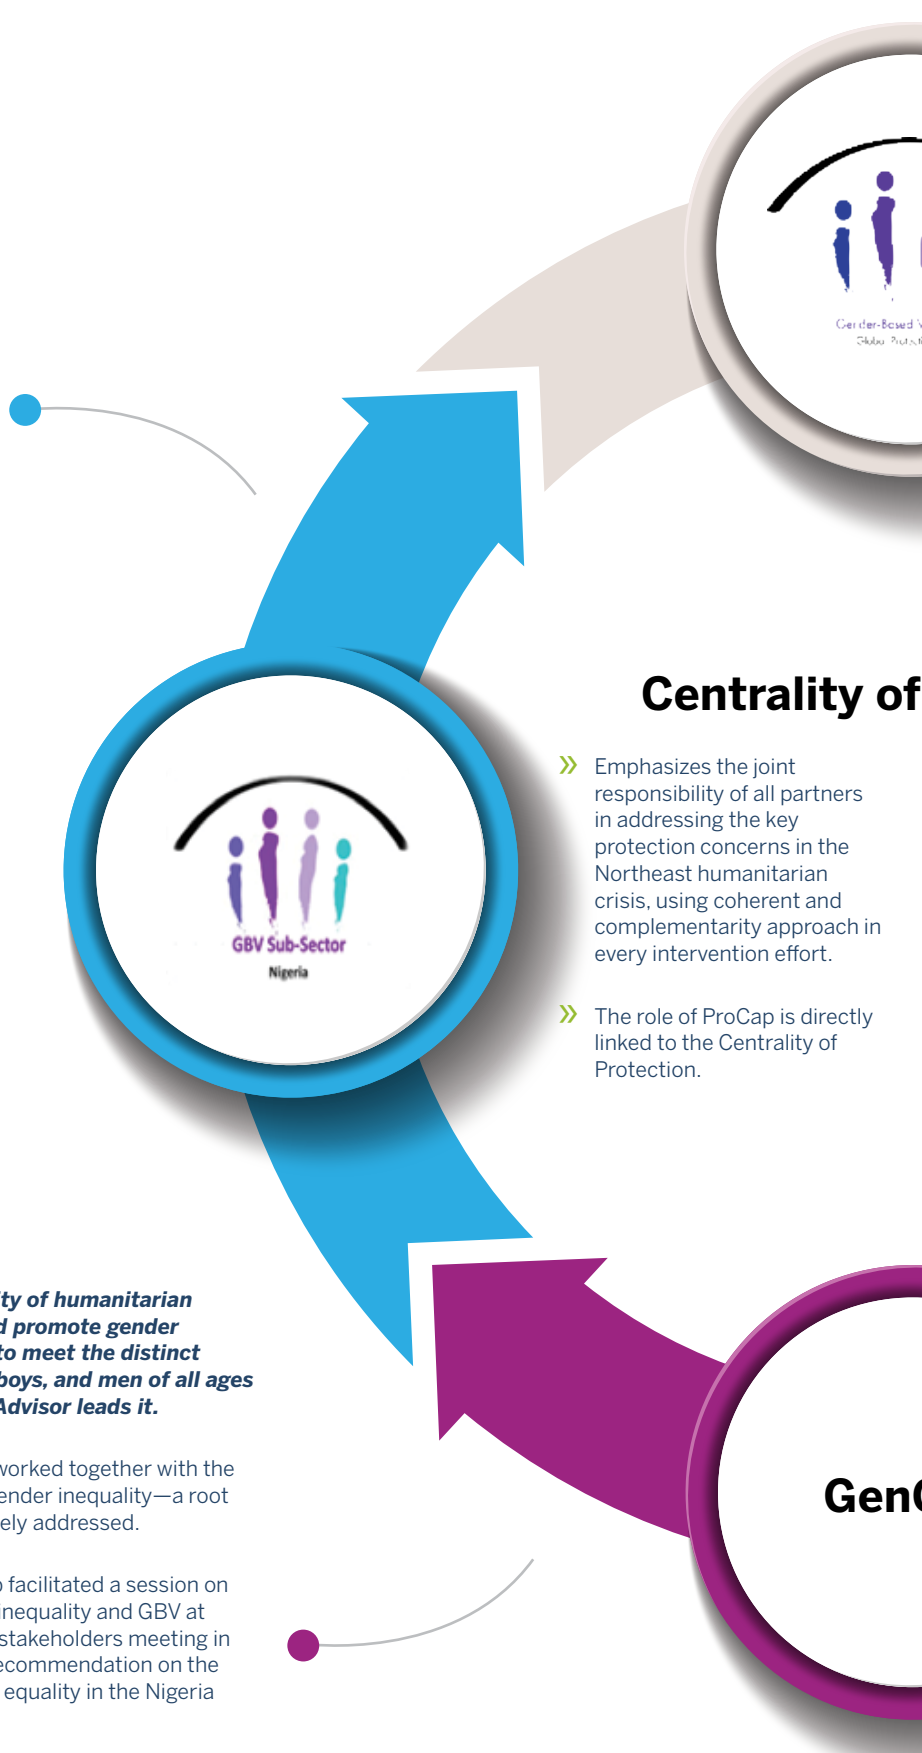 Gender-Based
Centrality of
» Emphasizes the joint
responsibility of all partners
in addressing the key
protection concerns in the
Northeast humanitarian
crisis, using coherent and
complementarity approach in
every intervention effort.
» The role of ProCap is directly
linked to the Centrality of
Protection.
GBV Sub-Sector
Nigeria
ty of humanitarian
d promote gender
to meet the distinct
boys, and men of all ages
Advisor leads it.
worked together with the
ender inequality—a root
ely addressed.
facilitated a session on
inequality and GBV at
stakeholders meeting in
ecommendation on the
equality in the Nigeria
Gen